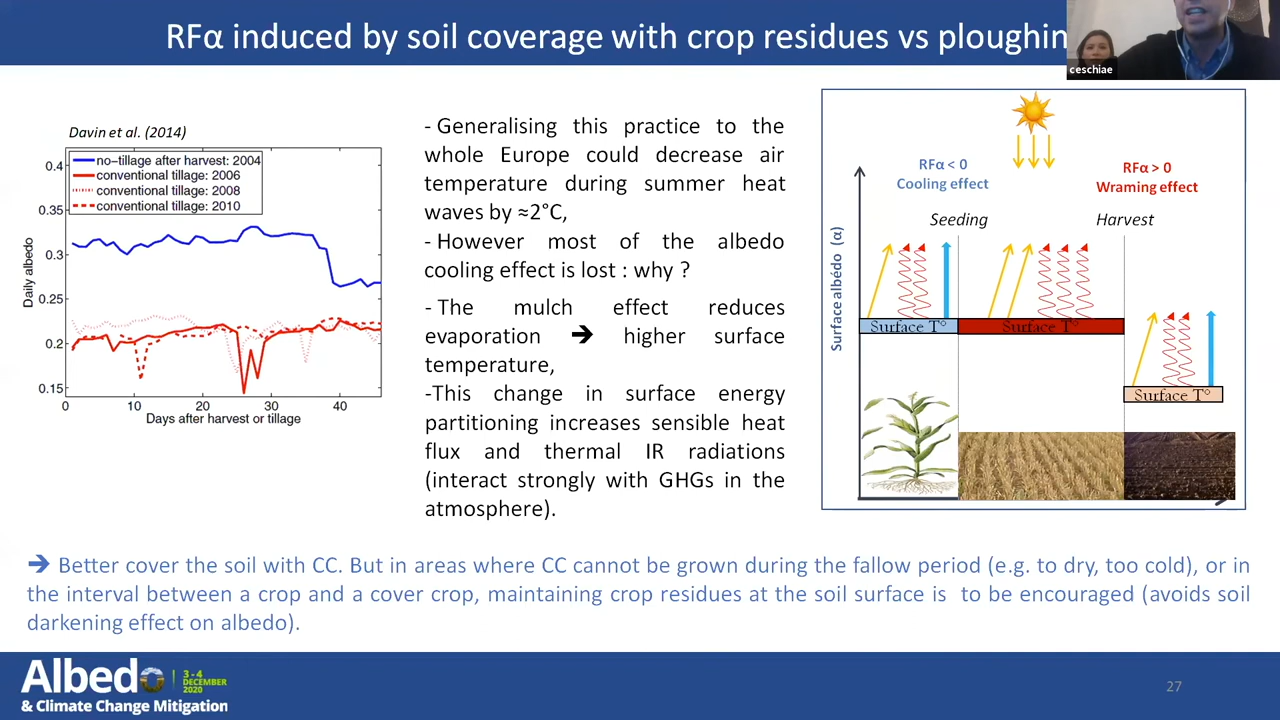 RFα induced by soil coverage with crop residues vs ploughin
ceschiae
Davin et al. (2014)
no-tillage after harvest: 2004
conventional tillage: 2006
conventional tillage: 2008
conventional tillage: 2010
0.4
0.35
0.3
0.25
0.2
0.15
Daily albedo
0
10
20
30
40
Days after harvest or tillage
- Generalising this practice to the
whole Europe could decrease air
temperature during summer heat
waves by ≈2°C,
- However most of the albedo
cooling effect is lost : why ?
- The mulch effect reduces
evaporation ➔ higher surface
temperature,
-This change in surface energy
partitioning increases sensible heat
flux and thermal IR radiations
(interact strongly with GHGs in the
atmosphere).
RFα < 0
Cooling effect
RFα > 0
Wraming effect
Seeding
Harvest
Surface albédo (α)
Surface T°
Surface T°
Surface T°
➔ Better cover the soil with CC. But in areas where CC cannot be grown during the fallow period (e.g. to dry, too cold), or in
the interval between a crop and a cover crop, maintaining crop residues at the soil surface is to be encouraged (avoids soil
darkening effect on albedo).
Albedo
3-4
DECEMBER
2020
& Climate Change Mitigation
27